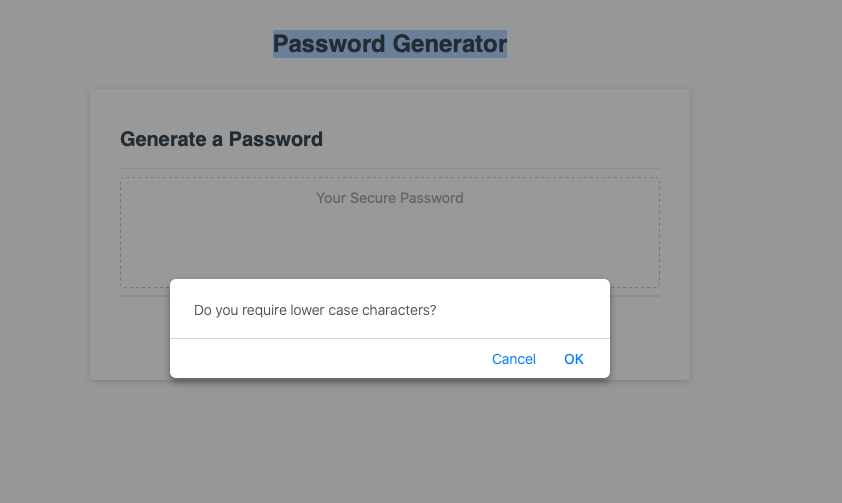 Password Generator
Generate a Password
Your Secure Password
Do you require lower case characters?
Cancel OK